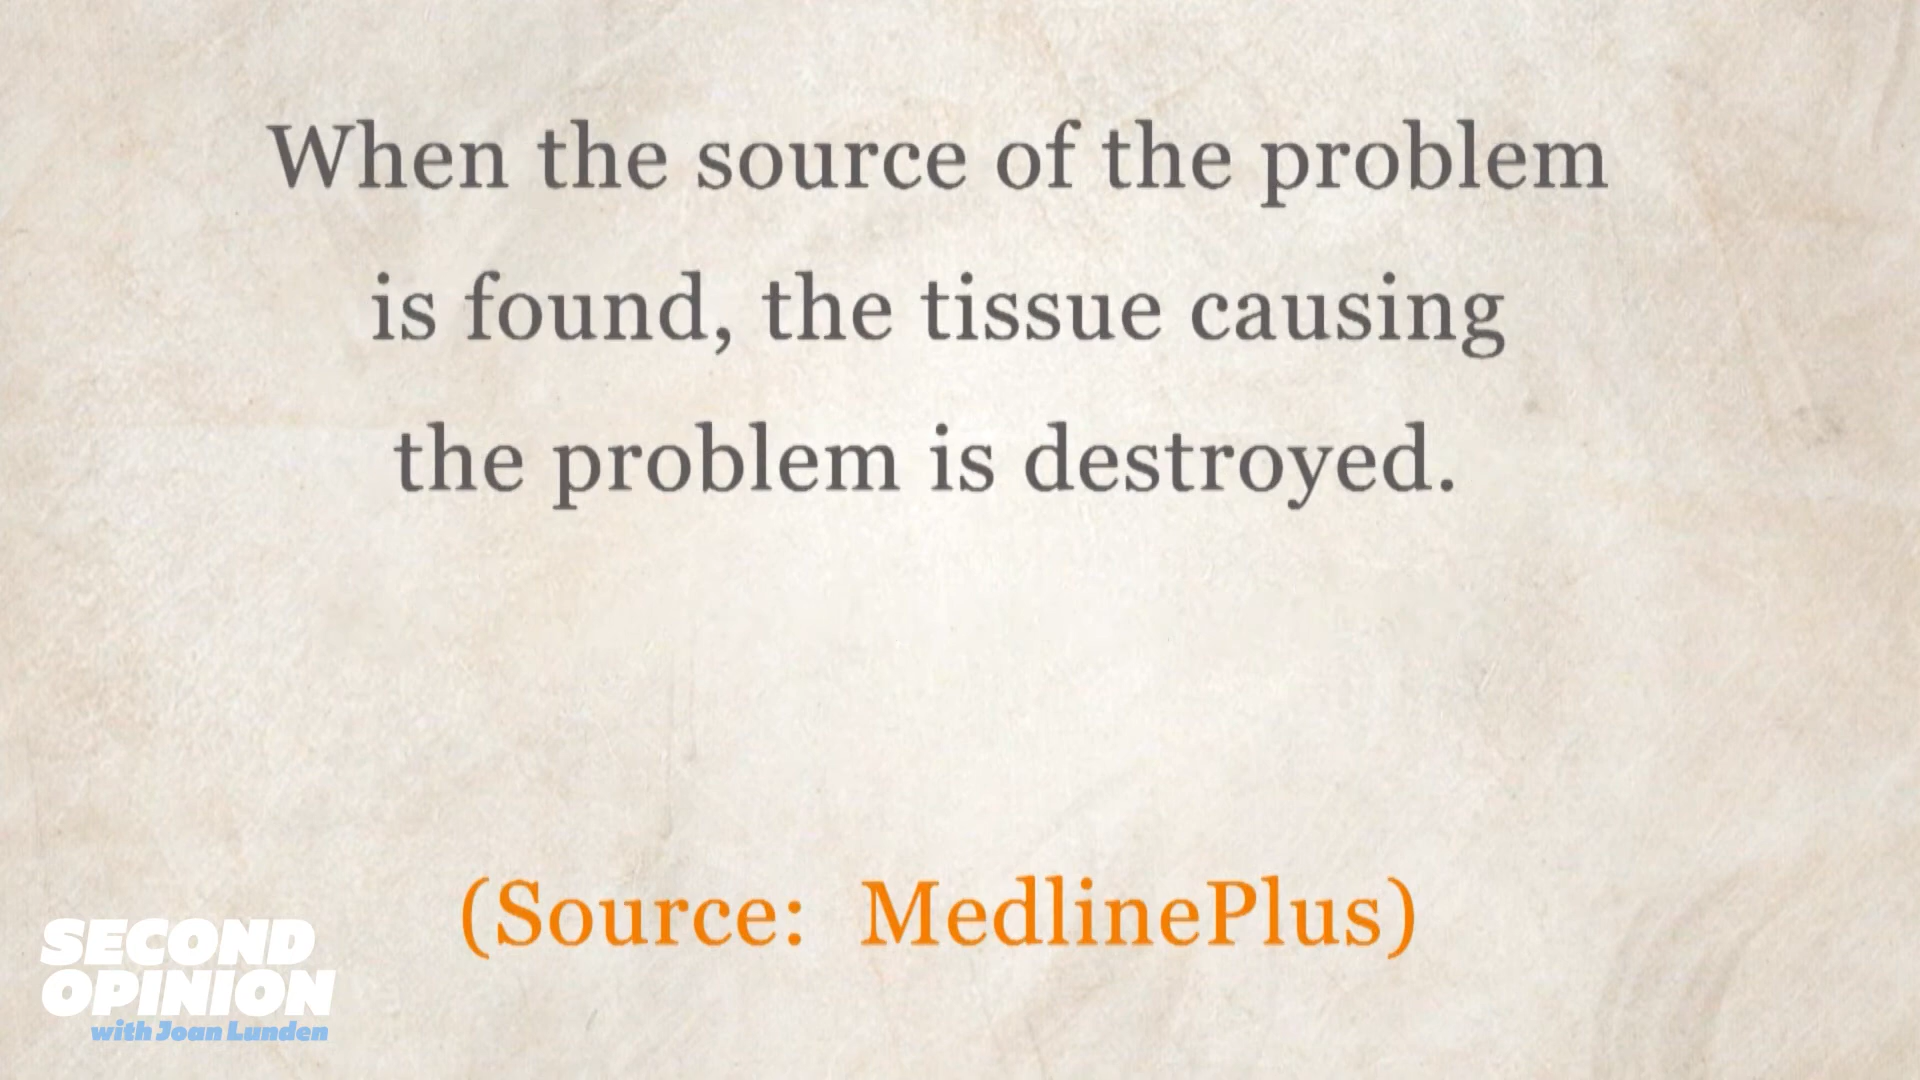 When the source of the problem
is found, the tissue causing
the problem is destroyed.
(Source: MedlinePlus)
SECOND
OPINION
with Joan Lunden